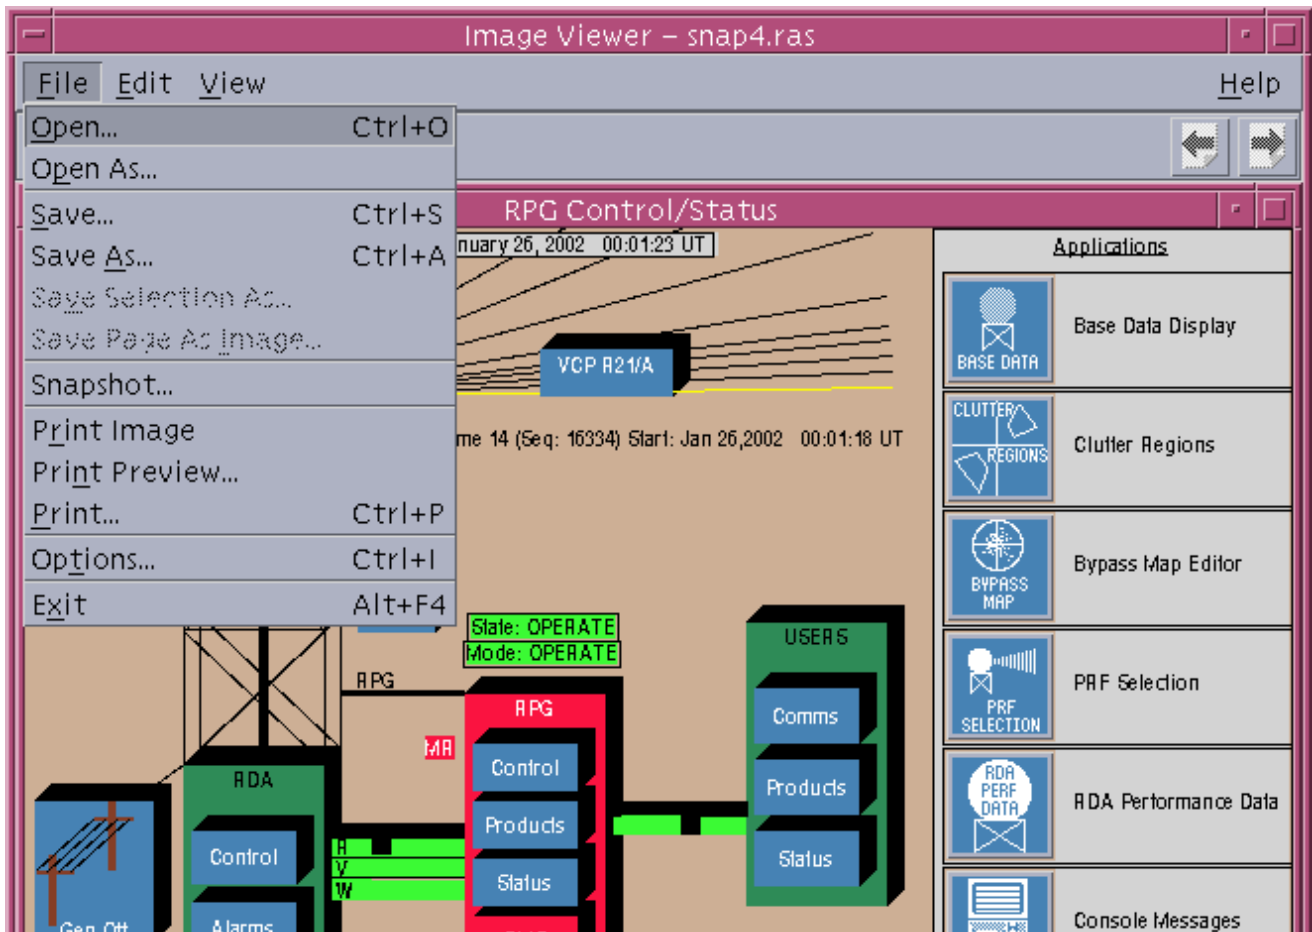 Image Viewer – snap4.ras
File Edit View Help
Open... Ctrl+O
Open As...
Save... Ctrl+S
Save As... Ctrl+A
Save Selection As...
Save Page As Image...
Snapshot...
Print Image
Print Preview...
Print... Ctrl+P
Options... Ctrl+I
Exit Alt+F4
RPG Control/Status
nuary 26, 2002 00:01:23 UT
VCP R21/A
me 14 (Seq: 16334) Start: Jan 26,2002 00:01:18 UT
State: OPERATE
Mode: OPERATE
RPG
MR
RDA
Control
Alarms
Gen Off
R
V
W
RPG
Control
Products
Status
USERS
Comms
Products
Status
Applications
BASE DATA
Base Data Display
CLUTTER
REGIONS
Clutter Regions
BYPASS
MAP
Bypass Map Editor
PRF
SELECTION
PRF Selection
RDA
PERF
DATA
RDA Performance Data
Console Messages